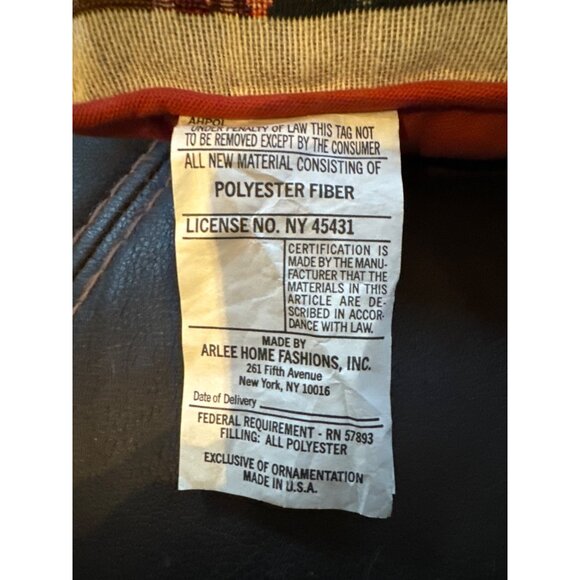 AHPOL
UNDER PENALTY OF LAW THIS TAG NOT
TO BE REMOVED EXCEPT BY THE CONSUMER
ALL NEW MATERIAL CONSISTING OF
POLYESTER FIBER
LICENSE NO. NY 45431
CERTIFICATION IS
MADE BY THE MANU-
FACTURER THAT THE
MATERIALS IN THIS
ARTICLE ARE DE-
SCRIBED IN ACCOR-
DANCE WITH LAW.
MADE BY
ARLEE HOME FASHIONS, INC.
261 Fifth Avenue
New York, NY 10016
Date of Delivery
FEDERAL REQUIREMENT - RN 57893
FILLING: ALL POLYESTER
EXCLUSIVE OF ORNAMENTATION
MADE IN U.S.A.